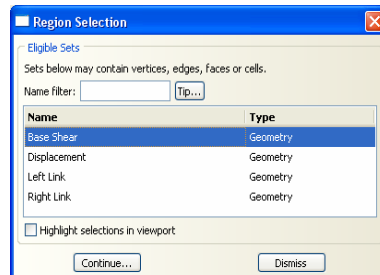 Region Selection
Eligible Sets
Sets below may contain vertices, edges, faces or cells.
Name filter: Tip...
Name Type
Base Shear Geometry
Displacement Geometry
Left Link Geometry
Right Link Geometry
Highlight selections in viewport
Continue... Dismiss